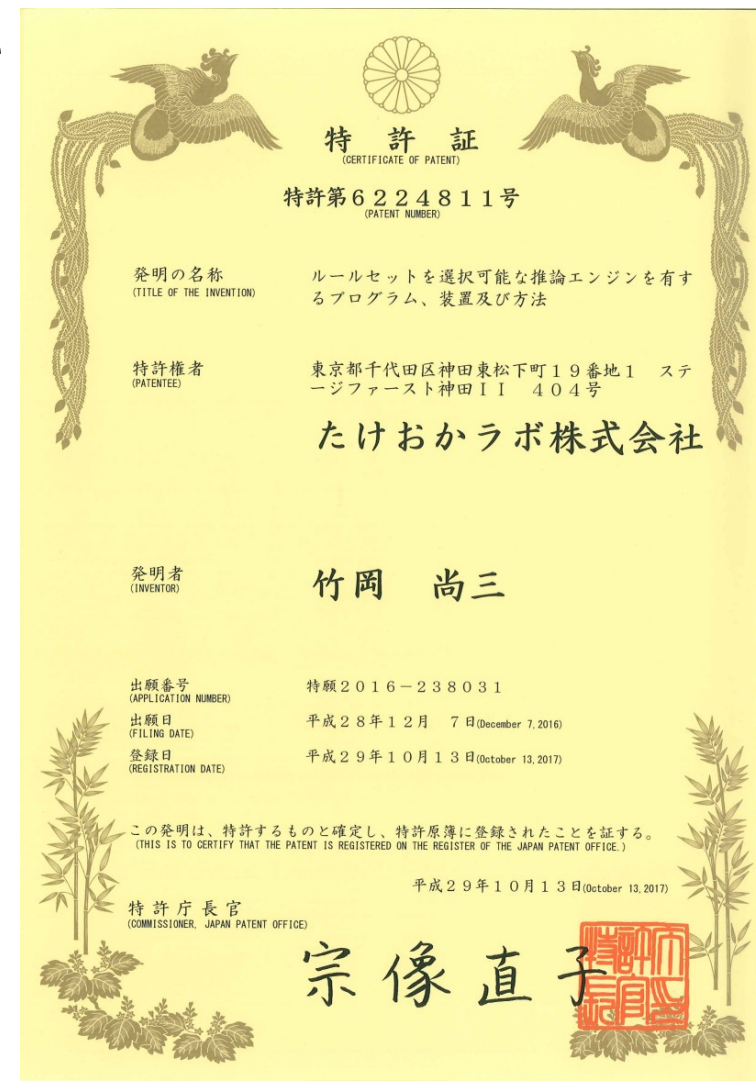 特許証
(CERTIFICATE OF PATENT)
特許第6224811号
(PATENT NUMBER)
発明の名称
(TITLE OF THE INVENTION)
ルールセットを選択可能な推論エンジンを有す
るプログラム、装置及び方法
特許権者
(PATENTEE)
東京都千代田区神田東松下町19番地1 ステ
ージファースト神田II 404号
たけおかラボ株式会社
発明者
(INVENTOR)
竹岡 尚三
出願番号
(APPLICATION NUMBER)
特願2016-238031
出願日
(FILING DATE)
平成28年12月 7日(December 7,2016)
登録日
(REGISTRATION DATE)
平成29年10月13日(October 13,2017)
この発明は、特許するものと確定し、特許原簿に登録されたことを証する。
(THIS IS TO CERTIFY THAT THE PATENT IS REGISTERED ON THE REGISTER OF THE JAPAN PATENT OFFICE.)
平成29年10月13日(October 13,2017)
特許庁長官
(COMMISSIONER, JAPAN PATENT OFFICE)
宗像直子